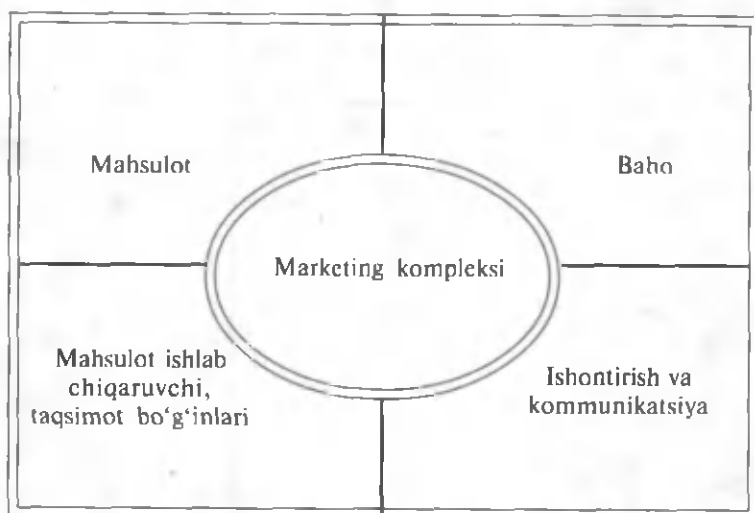 Mahsulot
Baho
Marketing kompleksi
Mahsulot ishlab
chiqaruvchi,
taqsimot bo‘g‘inlari
Ishontirish va
kommunikatsiya